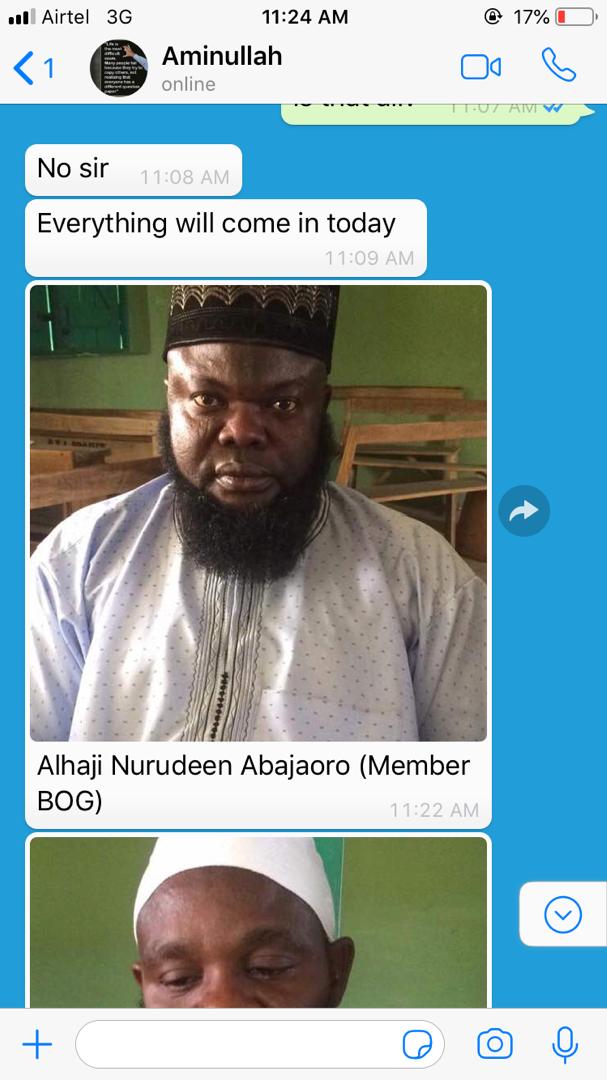 Airtel 3G 11:24 AM 17%
1 Aminullah
online
11:07 AM
No sir 11:08 AM
Everything will come in today
11:09 AM
Alhaji Nurudeen Abajaoro (Member
BOG) 11:22 AM